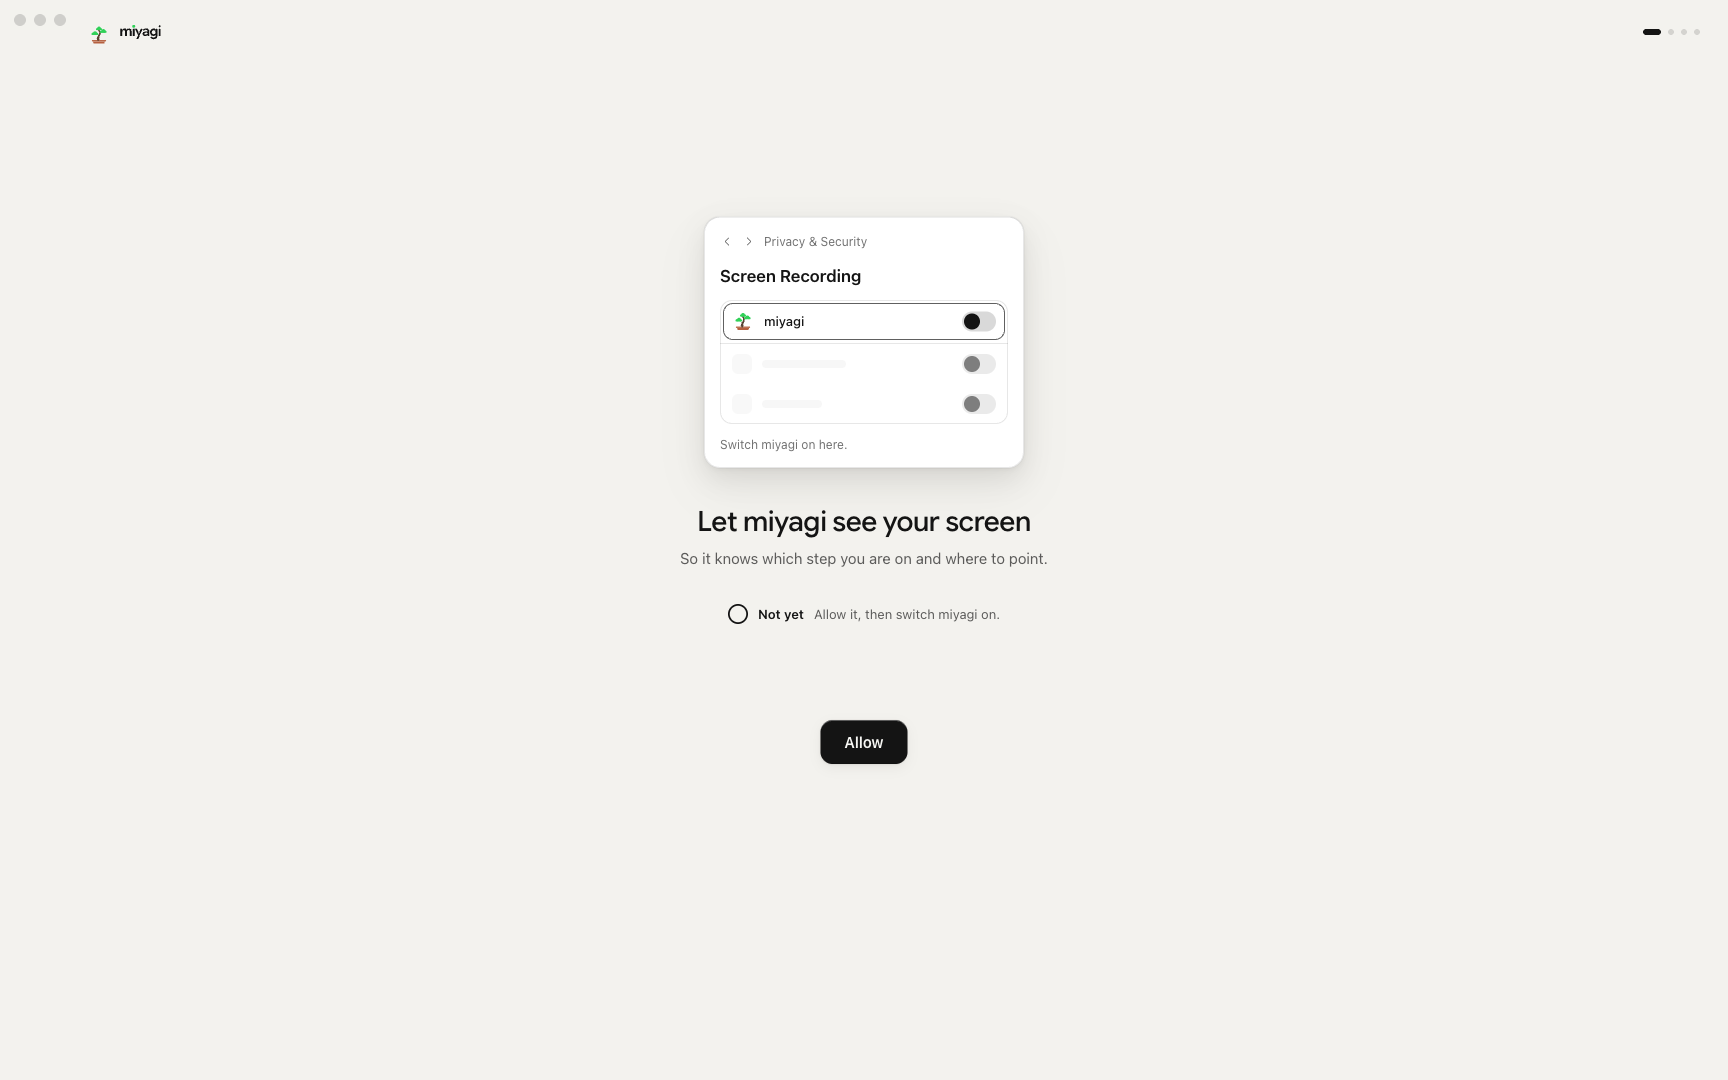 miyagi
Privacy & Security
Screen Recording
miyagi
Switch miyagi on here.
Let miyagi see your screen
So it knows which step you are on and where to point.
Not yet Allow it, then switch miyagi on.
Allow